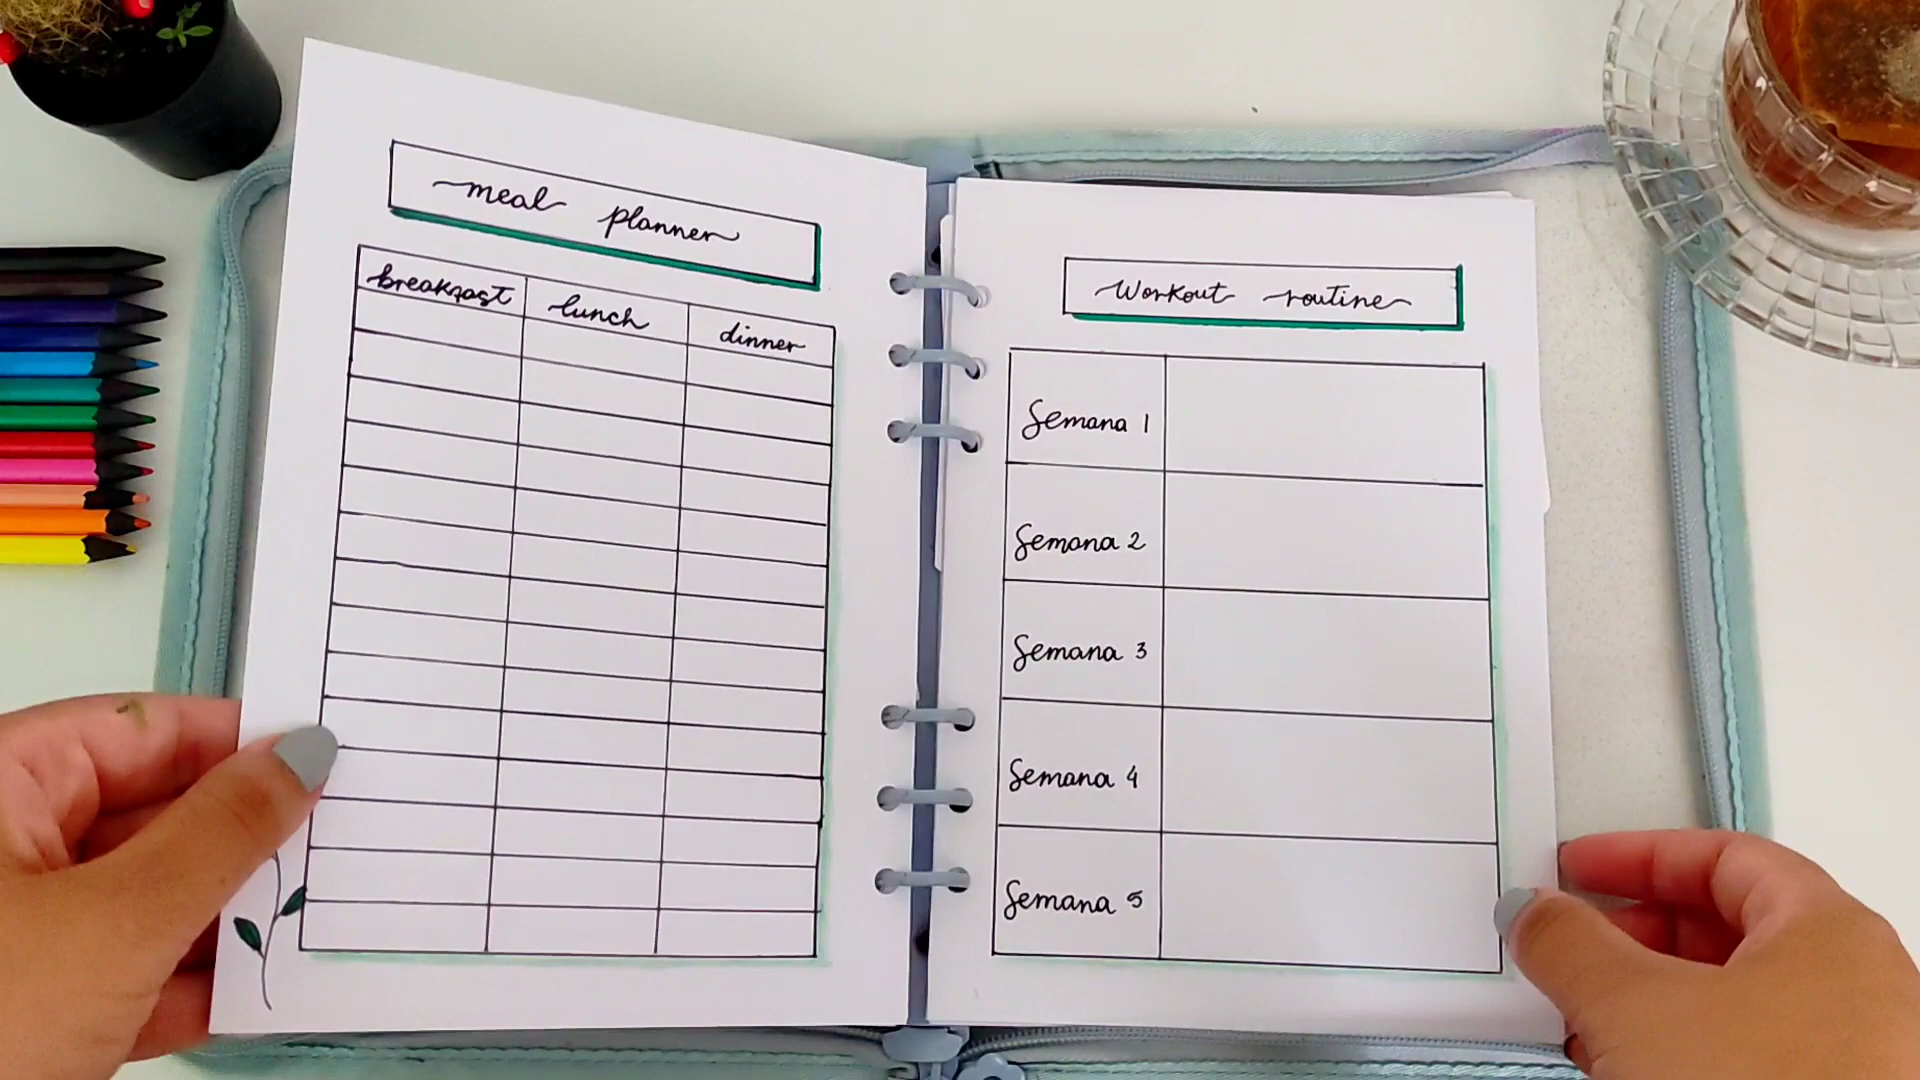 meal planner
breakfast lunch dinner
Workout routine
Semana 1
Semana 2
Semana 3
Semana 4
Semana 5